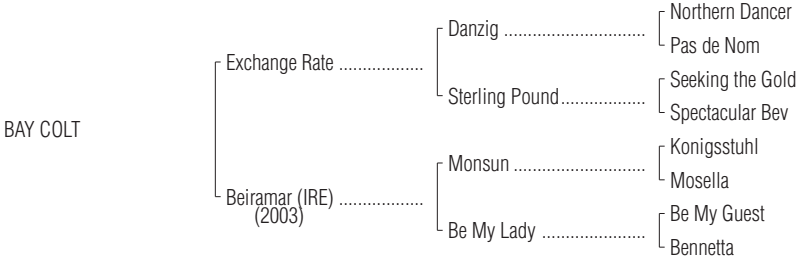 Northern Dancer
Danzig ..............................
Pas de Nom
Exchange Rate ..................
Seeking the Gold
Sterling Pound..................
Spectacular Bev
BAY COLT
Konigsstuhl
Monsun ............................
Mosella
Beiramar (IRE) ..................
(2003)
Be My Guest
Be My Lady ......................
Bennetta